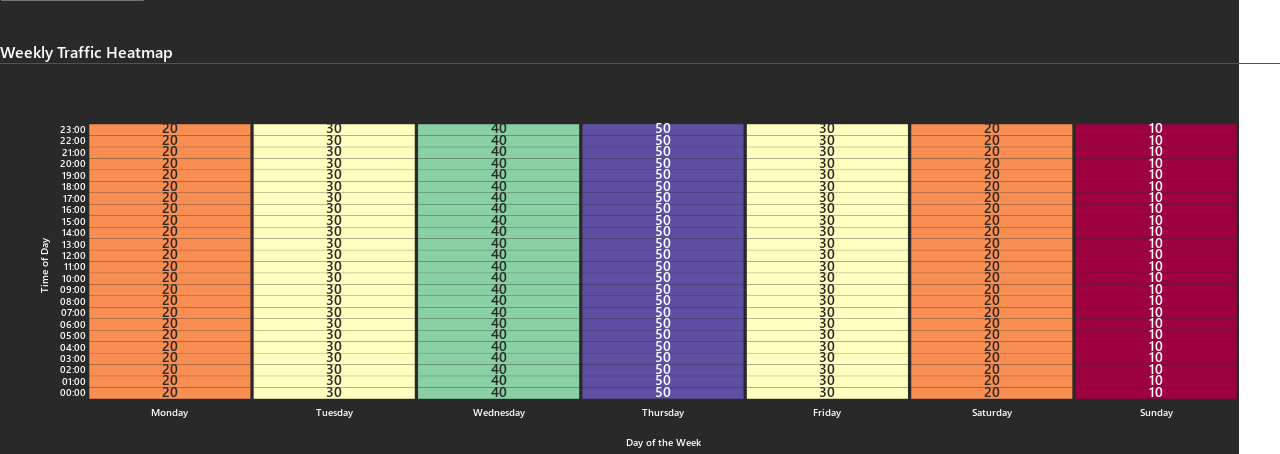 Weekly Traffic Heatmap
23:00 20 30 40 50 30 20 10
22:00 20 30 40 50 30 20 10
21:00 20 30 40 50 30 20 10
20:00 20 30 40 50 30 20 10
19:00 20 30 40 50 30 20 10
18:00 20 30 40 50 30 20 10
17:00 20 30 40 50 30 20 10
16:00 20 30 40 50 30 20 10
15:00 20 30 40 50 30 20 10
14:00 20 30 40 50 30 20 10
13:00 20 30 40 50 30 20 10
12:00 20 30 40 50 30 20 10
11:00 20 30 40 50 30 20 10
10:00 20 30 40 50 30 20 10
09:00 20 30 40 50 30 20 10
08:00 20 30 40 50 30 20 10
07:00 20 30 40 50 30 20 10
06:00 20 30 40 50 30 20 10
05:00 20 30 40 50 30 20 10
04:00 20 30 40 50 30 20 10
03:00 20 30 40 50 30 20 10
02:00 20 30 40 50 30 20 10
01:00 20 30 40 50 30 20 10
00:00 20 30 40 50 30 20 10
Time of Day
Monday Tuesday Wednesday Thursday Friday Saturday Sunday
Day of the Week